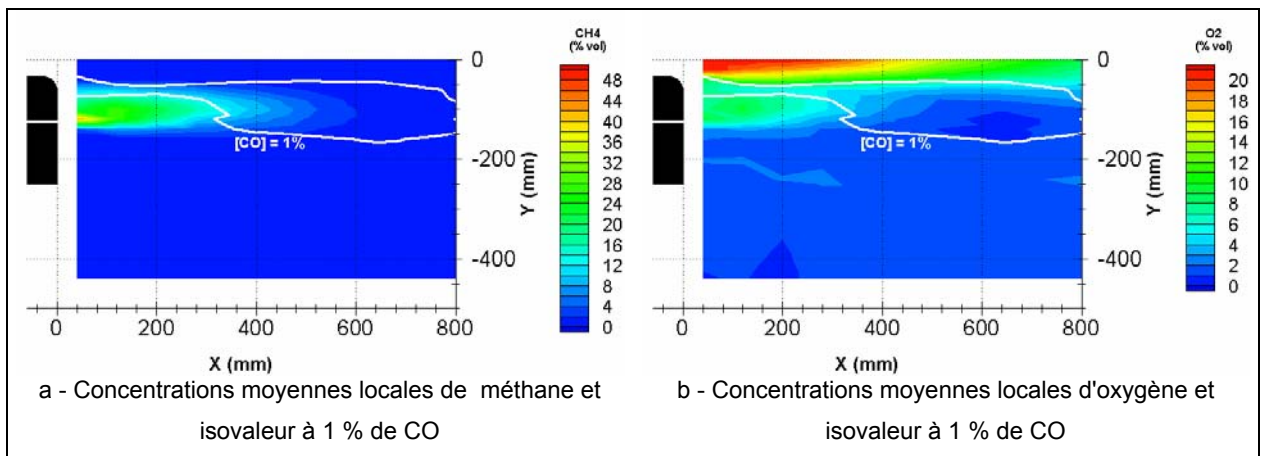 CH4
(% vol)
48
44
40
36
32
28
24
20
16
12
8
4
0
0
-200
-400
Y (mm)
[CO] = 1%
0 200 400 600 800
X (mm)
a - Concentrations moyennes locales de méthane et
isovaleur à 1 % de CO
O2
(% vol)
20
18
16
14
12
10
8
6
4
2
0
0
-200
-400
Y (mm)
[CO] = 1%
0 200 400 600 800
X (mm)
b - Concentrations moyennes locales d'oxygène et
isovaleur à 1 % de CO